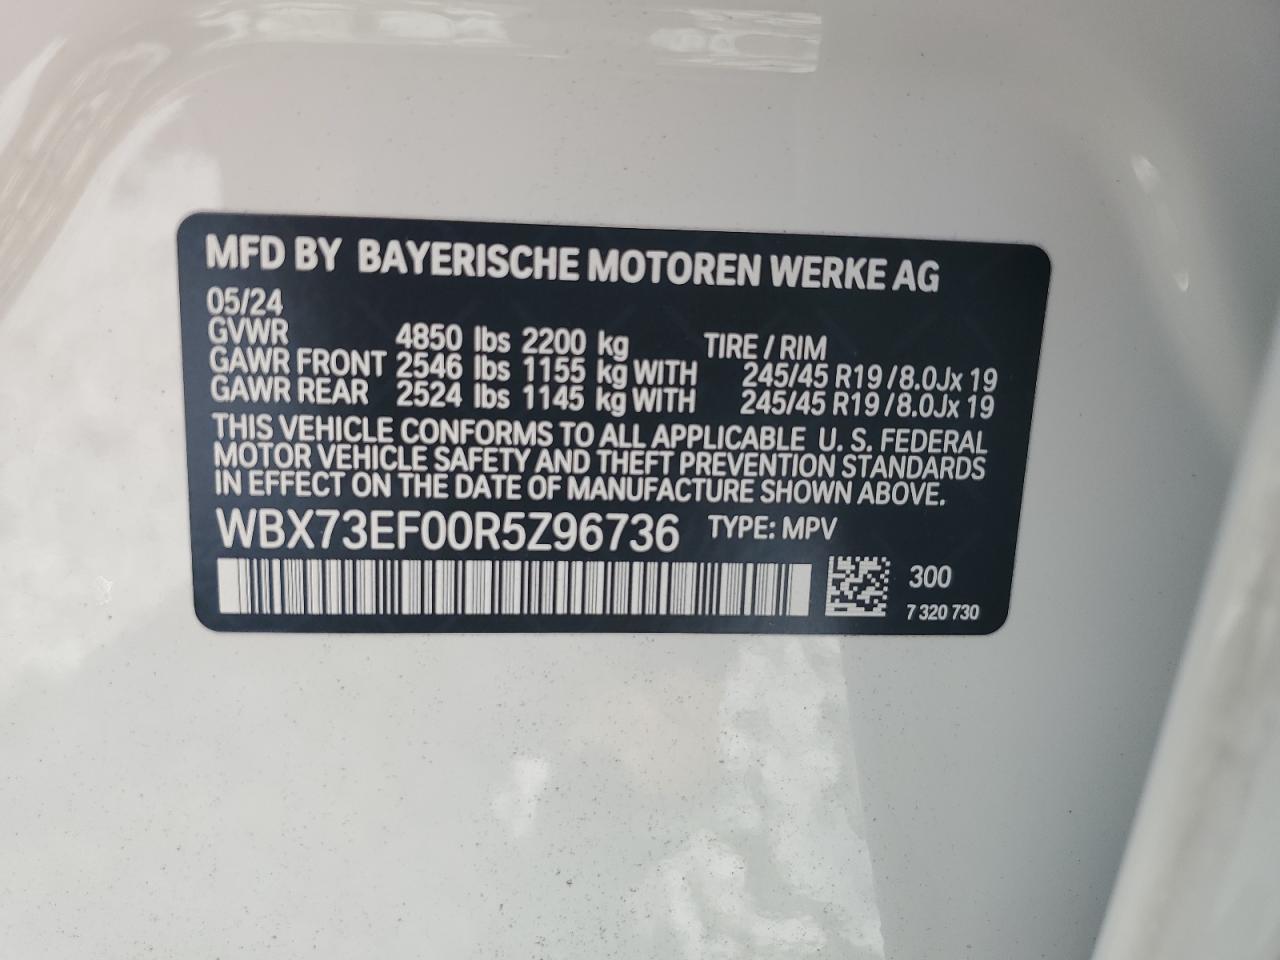 MFD BY BAYERISCHE MOTOREN WERKE AG
05/24
GVWR 4850 lbs 2200 kg TIRE / RIM
GAWR FRONT 2546 lbs 1155 kg WITH 245/45 R19 / 8.0Jx 19
GAWR REAR 2524 lbs 1145 kg WITH 245/45 R19 / 8.0Jx 19
THIS VEHICLE CONFORMS TO ALL APPLICABLE U. S. FEDERAL
MOTOR VEHICLE SAFETY AND THEFT PREVENTION STANDARDS
IN EFFECT ON THE DATE OF MANUFACTURE SHOWN ABOVE.
WBX73EF00R5Z96736 TYPE: MPV
300
7 320 730